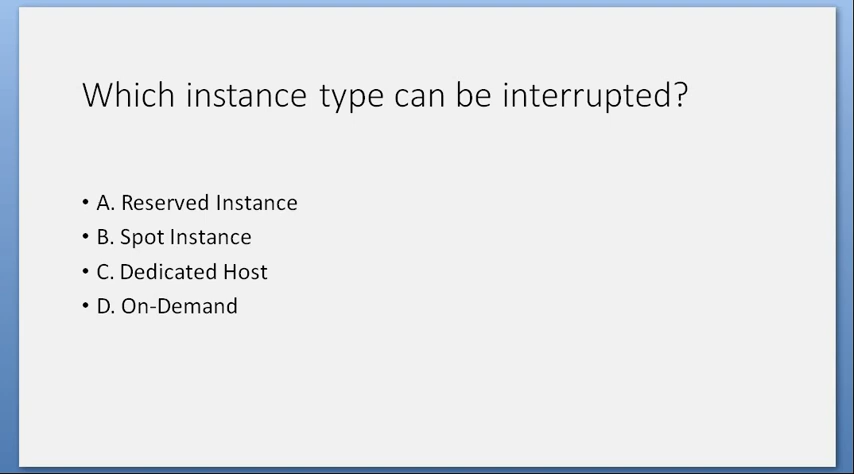 Which instance type can be interrupted?
• A. Reserved Instance
• B. Spot Instance
• C. Dedicated Host
• D. On-Demand